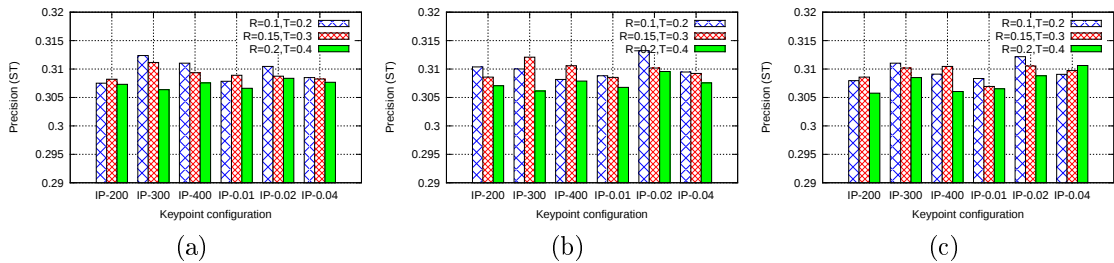 0.32
0.315
0.31
0.305
0.3
0.295
0.29
Precision (ST)
R=0.1,T=0.2
R=0.15,T=0.3
R=0.2,T=0.4
IP-200 IP-300 IP-400 IP-0.01 IP-0.02 IP-0.04
Keypoint configuration
(a)
0.32
0.315
0.31
0.305
0.3
0.295
0.29
Precision (ST)
R=0.1,T=0.2
R=0.15,T=0.3
R=0.2,T=0.4
IP-200 IP-300 IP-400 IP-0.01 IP-0.02 IP-0.04
Keypoint configuration
(b)
0.32
0.315
0.31
0.305
0.3
0.295
0.29
Precision (ST)
R=0.1,T=0.2
R=0.15,T=0.3
R=0.2,T=0.4
IP-200 IP-300 IP-400 IP-0.01 IP-0.02 IP-0.04
Keypoint configuration
(c)